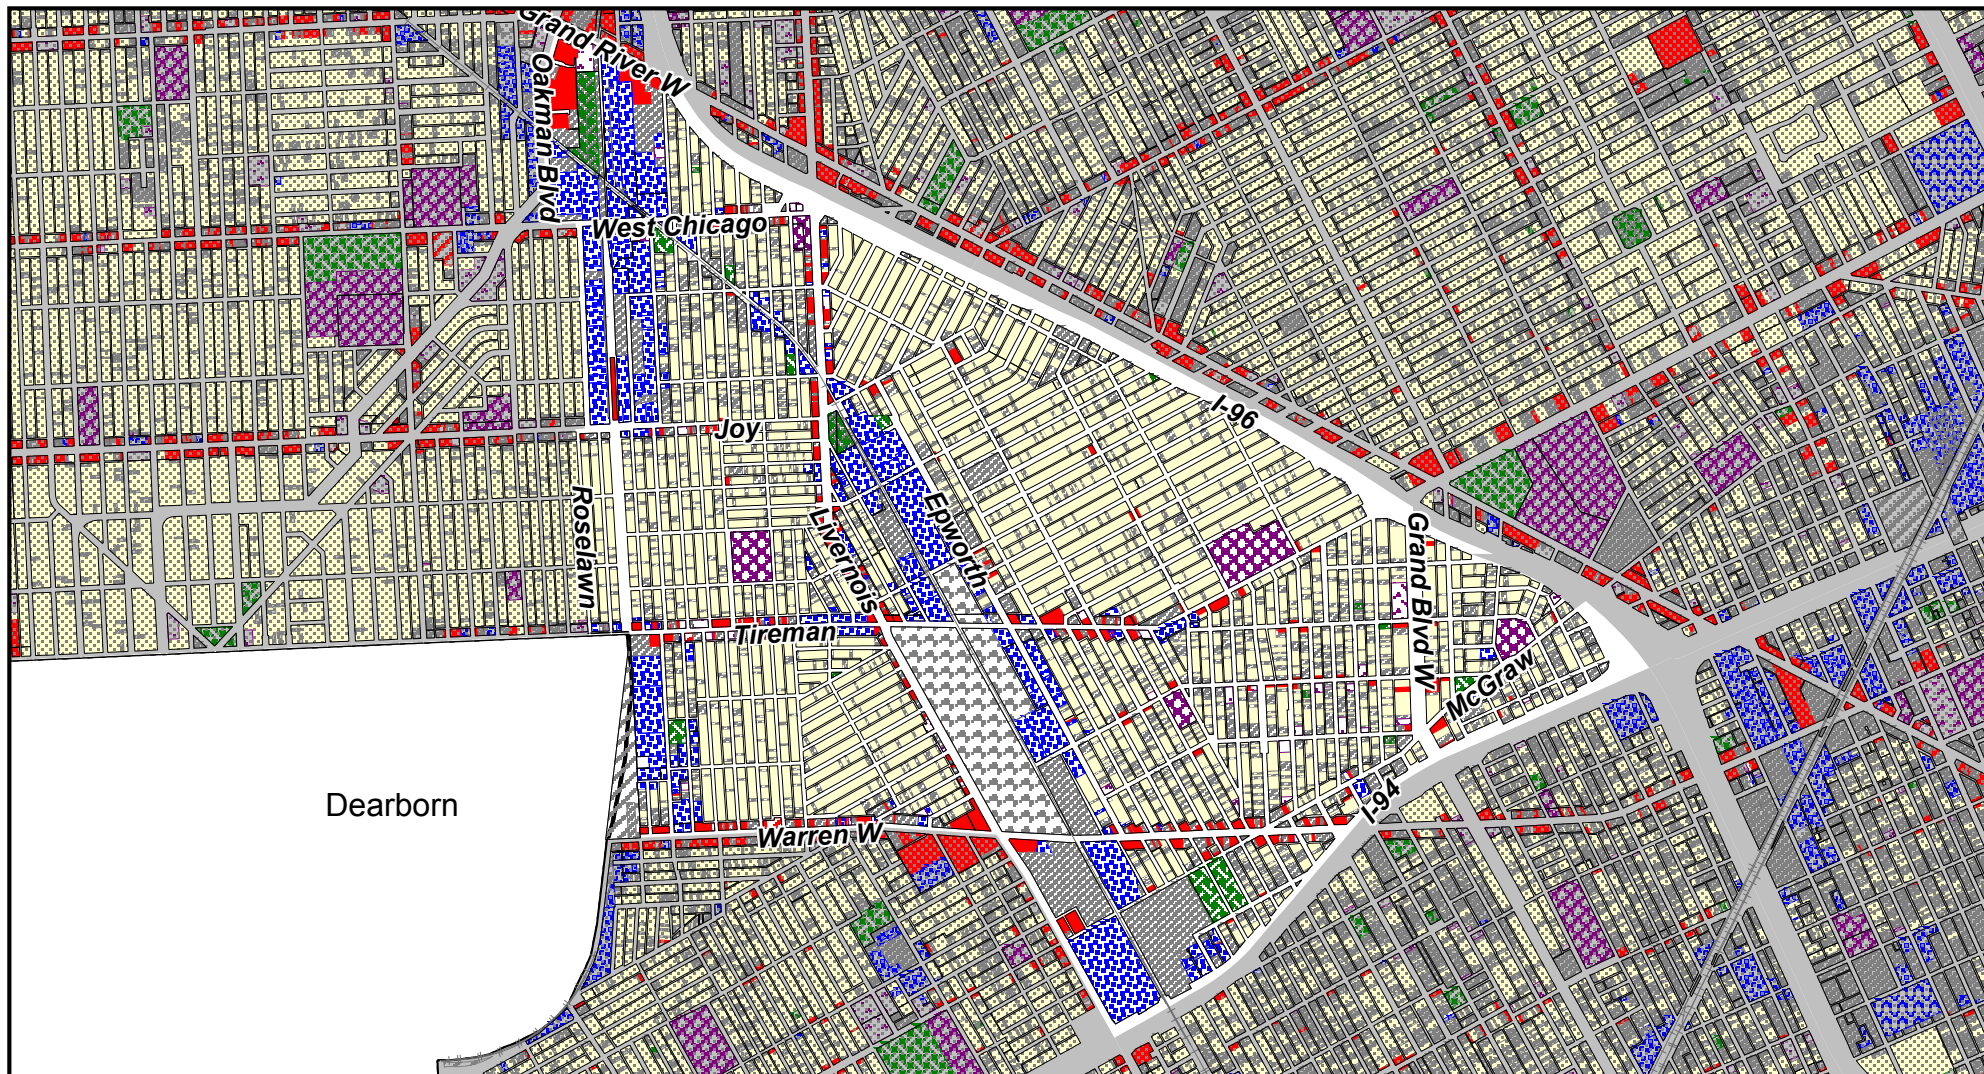 Grand River W
Oakman Blvd
West Chicago
I-96
Joy
Roselawn
Livernois
Epworth
Grand Blvd W
Tireman
McGraw
Dearborn
I-94
Warren W